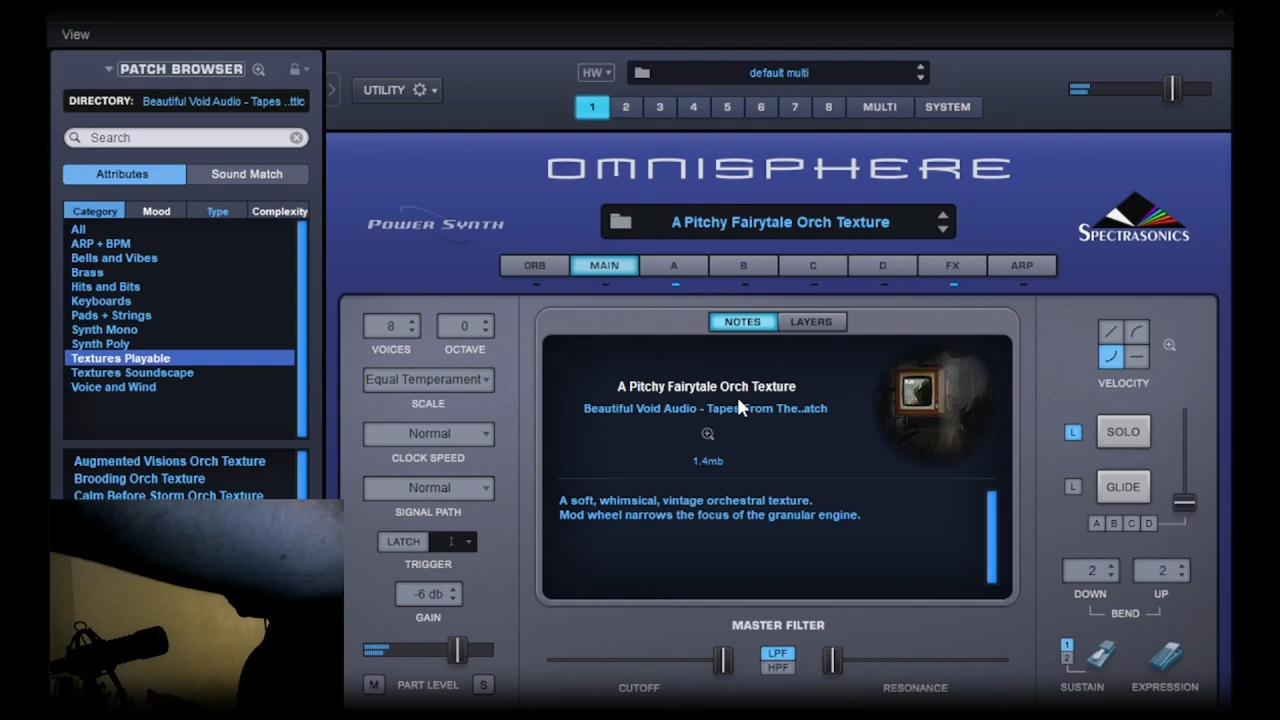 View
PATCH BROWSER
DIRECTORY: Beautiful Void Audio - Tapes ..ttic
Search
Attributes
Sound Match
Category Mood Type Complexity
All
ARP + BPM
Bells and Vibes
Brass
Hits and Bits
Keyboards
Pads + Strings
Synth Mono
Synth Poly
Textures Playable
Textures Soundscape
Voice and Wind
Augmented Visions Orch Texture
Brooding Orch Texture
Calm Before Storm Orch Texture
UTILITY
HW
default multi
1 2 3 4 5 6 7 8 MULTI SYSTEM
OMNISPHERE
POWER SYNTH
A Pitchy Fairytale Orch Texture
SPECTRASONICS
ORB MAIN A B C D FX ARP
8
0
VOICES OCTAVE
Equal Temperament
SCALE
Normal
CLOCK SPEED
Normal
SIGNAL PATH
LATCH
TRIGGER
-6 db
GAIN
M PART LEVEL S
NOTES LAYERS
A Pitchy Fairytale Orch Texture
Beautiful Void Audio - Tapes From The..atch
1.4mb
A soft, whimsical, vintage orchestral texture.
Mod wheel narrows the focus of the granular engine.
MASTER FILTER
LPF
HPF
CUTOFF
RESONANCE
VELOCITY
L SOLO
L GLIDE
A B C D
2 2
DOWN UP
BEND
1
2
SUSTAIN EXPRESSION